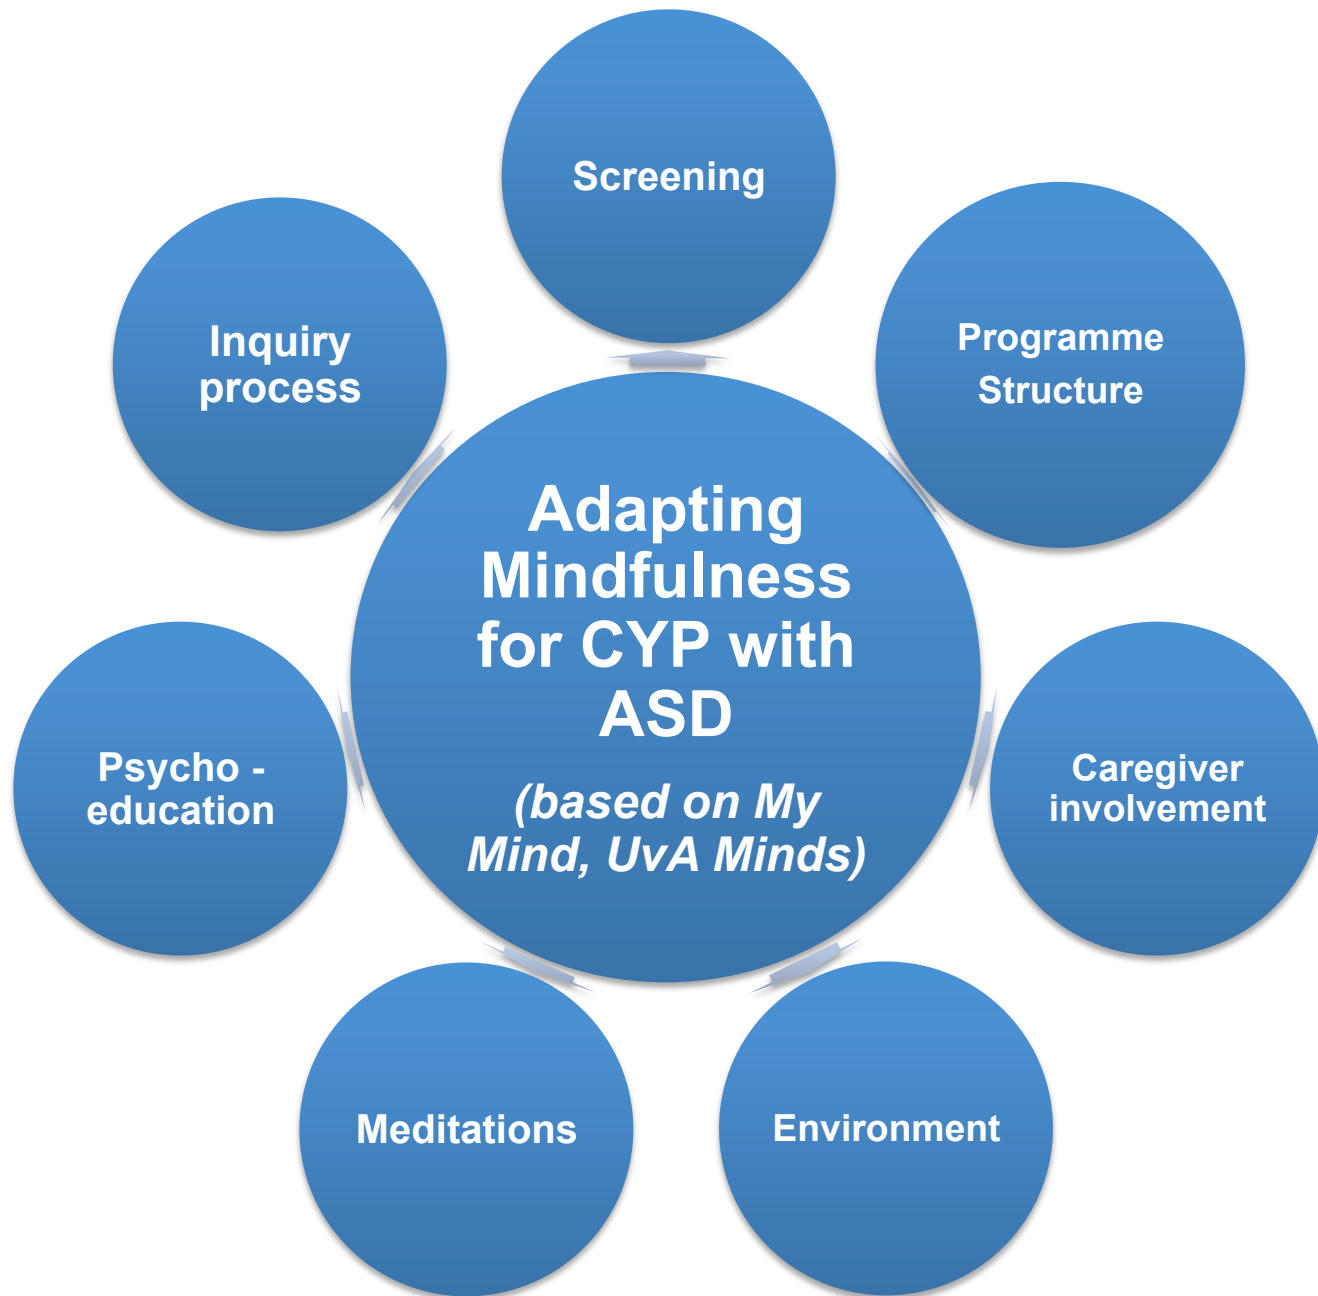 Screening
Programme
Structure
Inquiry
process
Adapting
Mindfulness
for CYP with
ASD
(based on My
Mind, UvA Minds)
Caregiver
involvement
Psycho -
education
Environment
Meditations